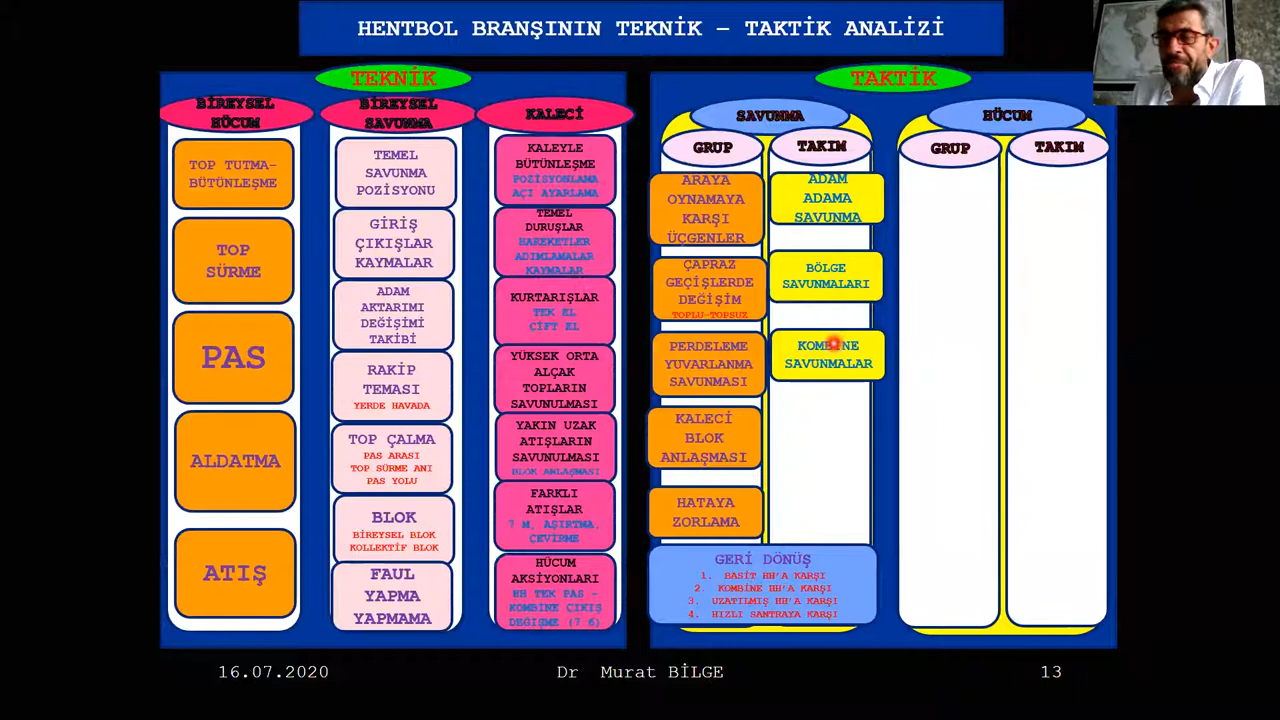 HENTBOL BRANŞININ TEKNİK – TAKTİK ANALİZİ
TEKNİK
BİREYSEL
HÜCUM
TOP TUTMA-
BÜTÜNLEŞME
TOP
SÜRME
PAS
ALDATMA
ATIŞ
BİREYSEL
SAVUNMA
TEMEL
SAVUNMA
POZİSYONU
GİRİŞ
ÇIKIŞLAR
KAYMALAR
ADAM
AKTARIMI
DEĞİŞİMİ
TAKİBİ
RAKİP
TEMASI
YERDE HAVADA
TOP ÇALMA
PAS ARASI
TOP SÜRME ANI
PAS YOLU
BLOK
BİREYSEL BLOK
KOLLEKTİF BLOK
FAUL
YAPMA
YAPMAMA
KALECİ
KALEYLE
BÜTÜNLEŞME
POZİSYONLAMA
AÇI AYARLAMA
TEMEL
DURUŞLAR
HAREKETLER
ADIMLAMALAR
KAYMALAR
KURTARIŞLAR
TEK EL
ÇİFT EL
YÜKSEK ORTA
ALÇAK
TOPLARIN
SAVUNULMASI
YAKIN UZAK
ATIŞLARIN
SAVUNULMASI
BLOK ANLAŞMASI
FARKLI
ATIŞLAR
7 M, AŞIRTMA,
ÇEVİRME
HÜCUM
AKSİYONLARI
HH TEK PAS –
KOMBİNE ÇIKIŞ
DEĞİŞME (7-6)
TAKTİK
SAVUNMA
GRUP
ARAYA
OYNAMAYA
KARŞI
ÜÇGENLER
ÇAPRAZ
GEÇİŞLERDE
DEĞİŞİM
TOPLU-TOPSUZ
PERDELEME
YUVARLANMA
SAVUNMASI
KALECİ
BLOK
ANLAŞMASI
HATAYA
ZORLAMA
TAKIM
ADAM
ADAMA
SAVUNMA
BÖLGE
SAVUNMALARI
KOMBİNE
SAVUNMALAR
GERİ DÖNÜŞ
1. BASİT HH'A KARŞI
2. KOMBİNE HH'A KARŞI
3. UZATILMIŞ HH'A KARŞI
4. HIZLI SANTRAYA KARŞI
HÜCUM
GRUP
TAKIM
16.07.2020
Dr Murat BİLGE
13